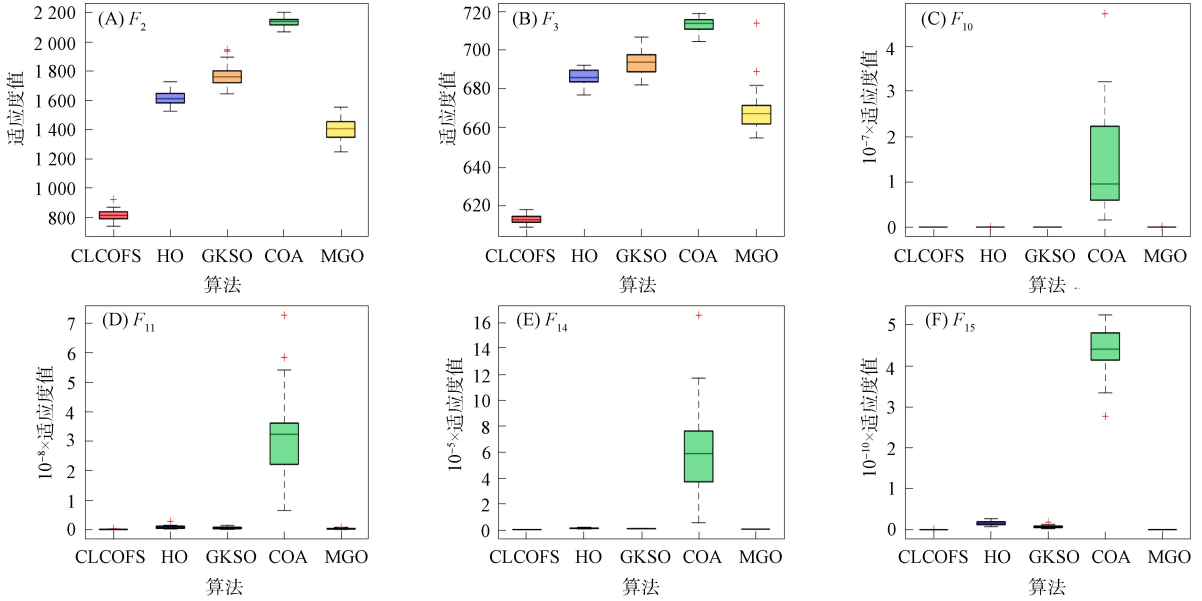 (A) F₂
适应度值
2 200
2 000
1 800
1 600
1 400
1 200
1 000
800
CLCOFS HO GKSO COA MGO
算法
(B) F₃
适应度值
720
700
680
660
640
620
CLCOFS HO GKSO COA MGO
算法
(C) F₁₀
10⁻⁷×适应度值
4
3
2
1
0
CLCOFS HO GKSO COA MGO
算法
(D) F₁₁
10⁻⁸×适应度值
7
6
5
4
3
2
1
0
CLCOFS HO GKSO COA MGO
算法
(E) F₁₄
10⁻⁵×适应度值
16
14
12
10
8
6
4
2
0
CLCOFS HO GKSO COA MGO
算法
(F) F₁₅
10⁻¹⁰×适应度值
5
4
3
2
1
0
CLCOFS HO GKSO COA MGO
算法